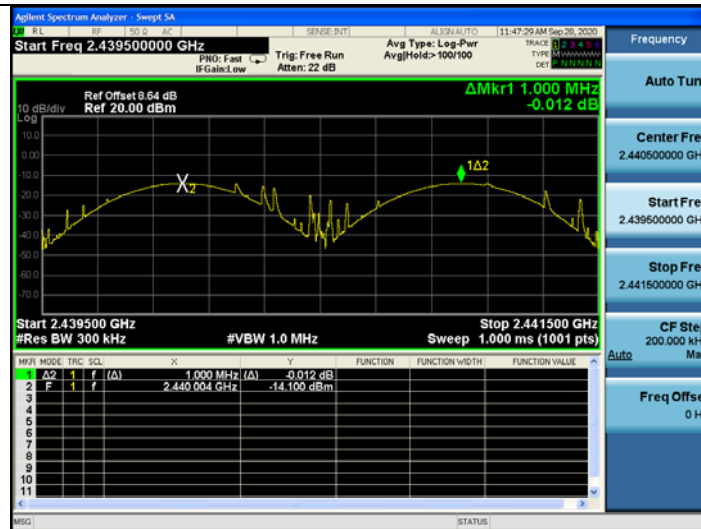 Agilent Spectrum Analyzer - Swept SA
RL RF 50 Ω AC SENSE:INT ALIGN AUTO 11:47:29 AM Sep 28, 2020
Start Freq 2.439500000 GHz
PNO: Fast
IFGain:Low
Trig: Free Run
Atten: 22 dB
Avg Type: Log-Pwr
Avg|Hold:>100/100
TRACE 1 2 3 4 5 6
TYPE M
DET P N N N N N
Ref Offset 8.64 dB
10 dB/div Ref 20.00 dBm
Log
ΔMkr1 1.000 MHz
-0.012 dB
10.0
0.00
-10.0
-20.0
-30.0
-40.0
-50.0
-60.0
-70.0
X2
1Δ2
Start 2.439500 GHz Stop 2.441500 GHz
#Res BW 300 kHz #VBW 1.0 MHz Sweep 1.000 ms (1001 pts)
MKR MODE TRC SCL X Y FUNCTION FUNCTION WIDTH FUNCTION VALUE
1 Δ2 1 f (Δ) 1.000 MHz (Δ) -0.012 dB
2 F 1 f 2.440 004 GHz -14.100 dBm
3
4
5
6
7
8
9
10
11
MSG STATUS
Frequency
Auto Tun
Center Fre
2.440500000 GH
Start Fre
2.439500000 GH
Stop Fre
2.441500000 GH
CF Ste
200.000 kH
Auto Ma
Freq Offse
0 H